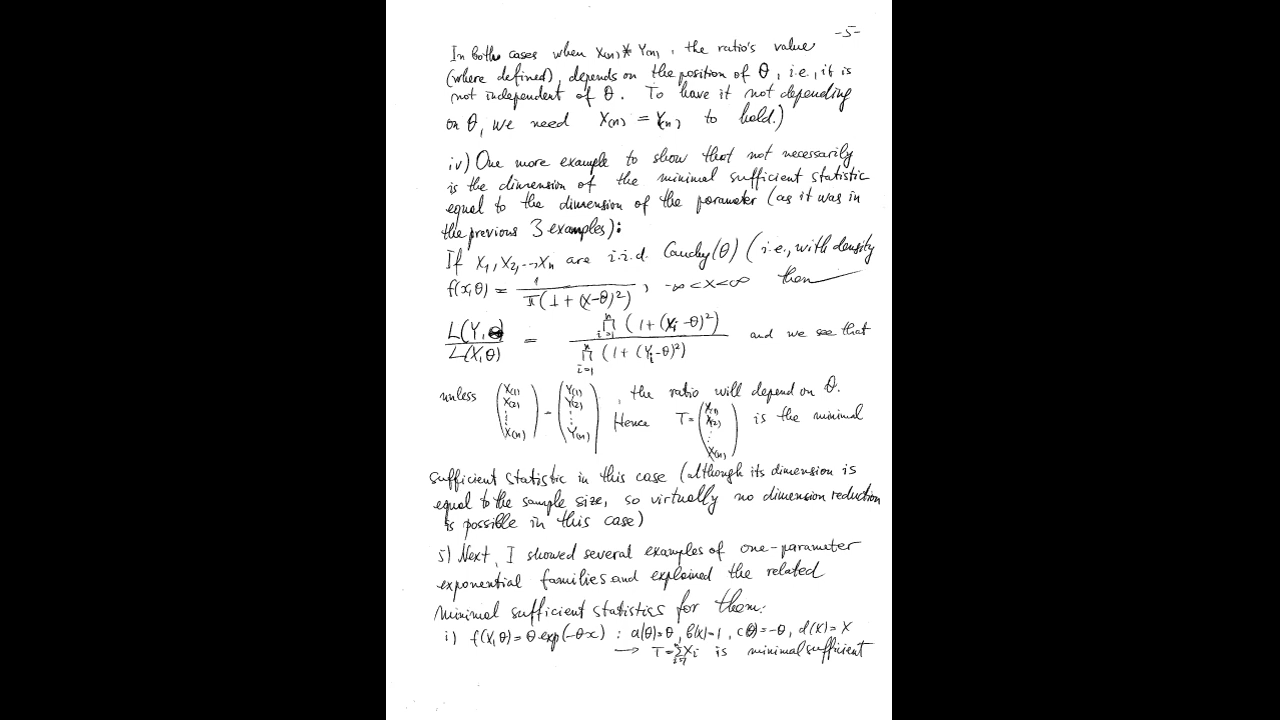 -5-
In both cases when X(n) ≠ Y(n), the ratio's value
(where defined), depends on the position of θ, i.e., it is
not independent of θ. To have it not depending
on θ, we need X(n) = Y(n) to hold.)
iv) One more example to show that not necessarily
is the dimension of the minimal sufficient statistic
equal to the dimension of the parameter (as it was in
the previous 3 examples):
If X1, X2, ..., Xn are i.i.d. Cauchy(θ) (i.e., with density
f(x,θ) = 1/(π(1+(x-θ)²)), -∞<x<∞ then
L(Y,θ)/L(X,θ) = ∏_{i=1}^{n} (1+(Xi-θ)²) / ∏_{i=1}^{n} (1+(Yi-θ)²) and we see that
unless (X(1) X(2) ⋮ X(n)) = (Y(1) Y(2) ⋮ Y(n)), the ratio will depend on θ.
Hence T = (X(1) X(2) ⋮ X(n)) is the minimal
sufficient statistic in this case (although its dimension is
equal to the sample size, so virtually no dimension reduction
is possible in this case)
5) Next, I showed several examples of one-parameter
exponential families and explained the related
minimal sufficient statistics for them:
i) f(x,θ) = θ exp(-θx) : a(θ)=θ, b(x)=1, c(θ)=-θ, d(x)=x
→ T=∑_{i=1}^{n} Xi is minimal sufficient